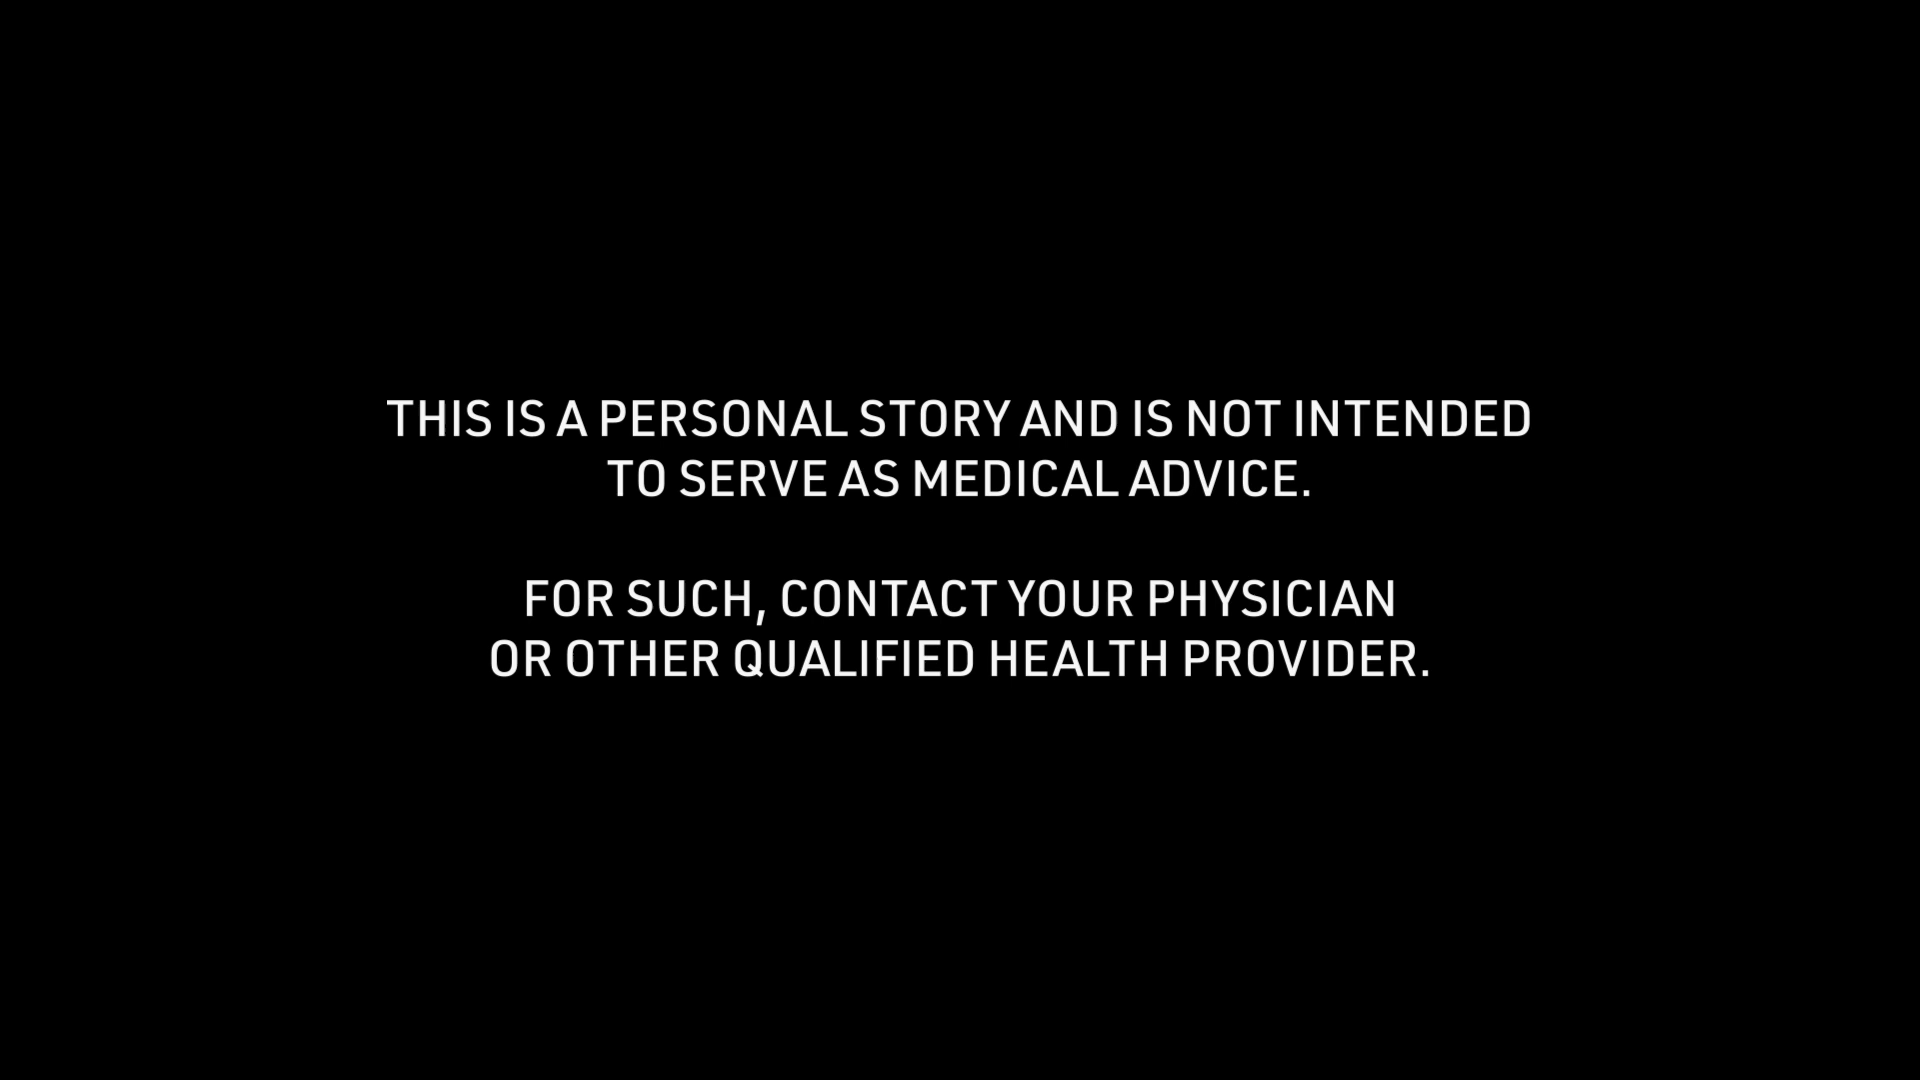 THIS IS A PERSONAL STORY AND IS NOT INTENDED
TO SERVE AS MEDICAL ADVICE.
FOR SUCH, CONTACT YOUR PHYSICIAN
OR OTHER QUALIFIED HEALTH PROVIDER.